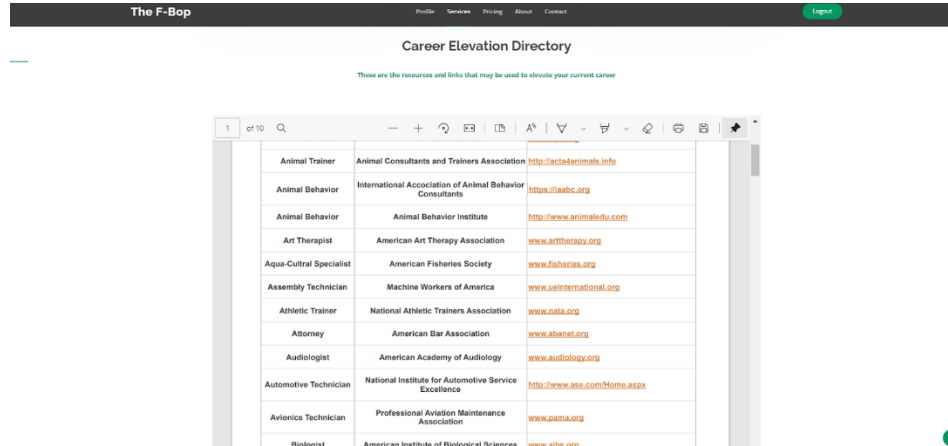 The F-Bop Profile Services Pricing About Contact Logout
Career Elevation Directory
These are the resources and links that may be used to elevate your current career
1 of 10
Animal Trainer Animal Consultants and Trainers Association http://acta4animals.info
Animal Behavior International Accociation of Animal Behavior Consultants https://iaabc.org
Animal Behavior Animal Behavior Institute http://www.animaledu.com
Art Therapist American Art Therapy Association www.arttherapy.org
Aqua-Cultral Specialist American Fisheries Society www.fisheries.org
Assembly Technician Machine Workers of America www.ueinternational.org
Athletic Trainer National Athletic Trainers Association www.nata.org
Attorney American Bar Association www.abanet.org
Audiologist American Academy of Audiology www.audiology.org
Automotive Technician National Institute for Automotive Service Excellence http://www.ase.com/Home.aspx
Avionics Technician Professional Aviation Maintenance Association www.pama.org
Biologist American Institute of Biological Sciences www.aibs.org